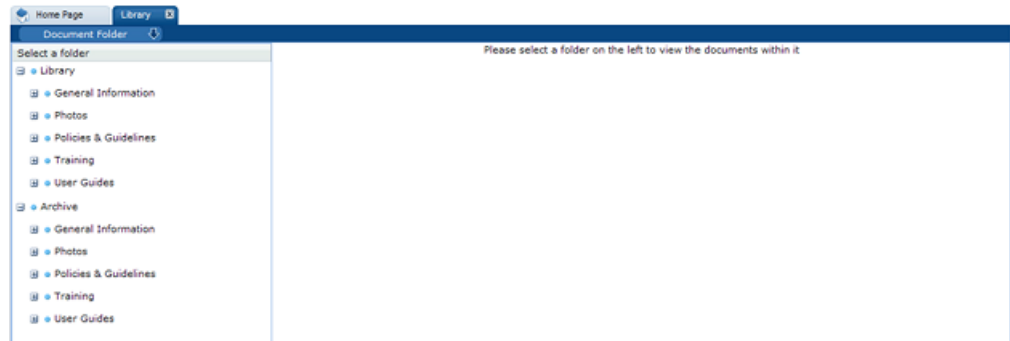 Home Page
Library
Document Folder
Select a folder
Please select a folder on the left to view the documents within it
Library
General Information
Photos
Policies & Guidelines
Training
User Guides
Archive
General Information
Photos
Policies & Guidelines
Training
User Guides